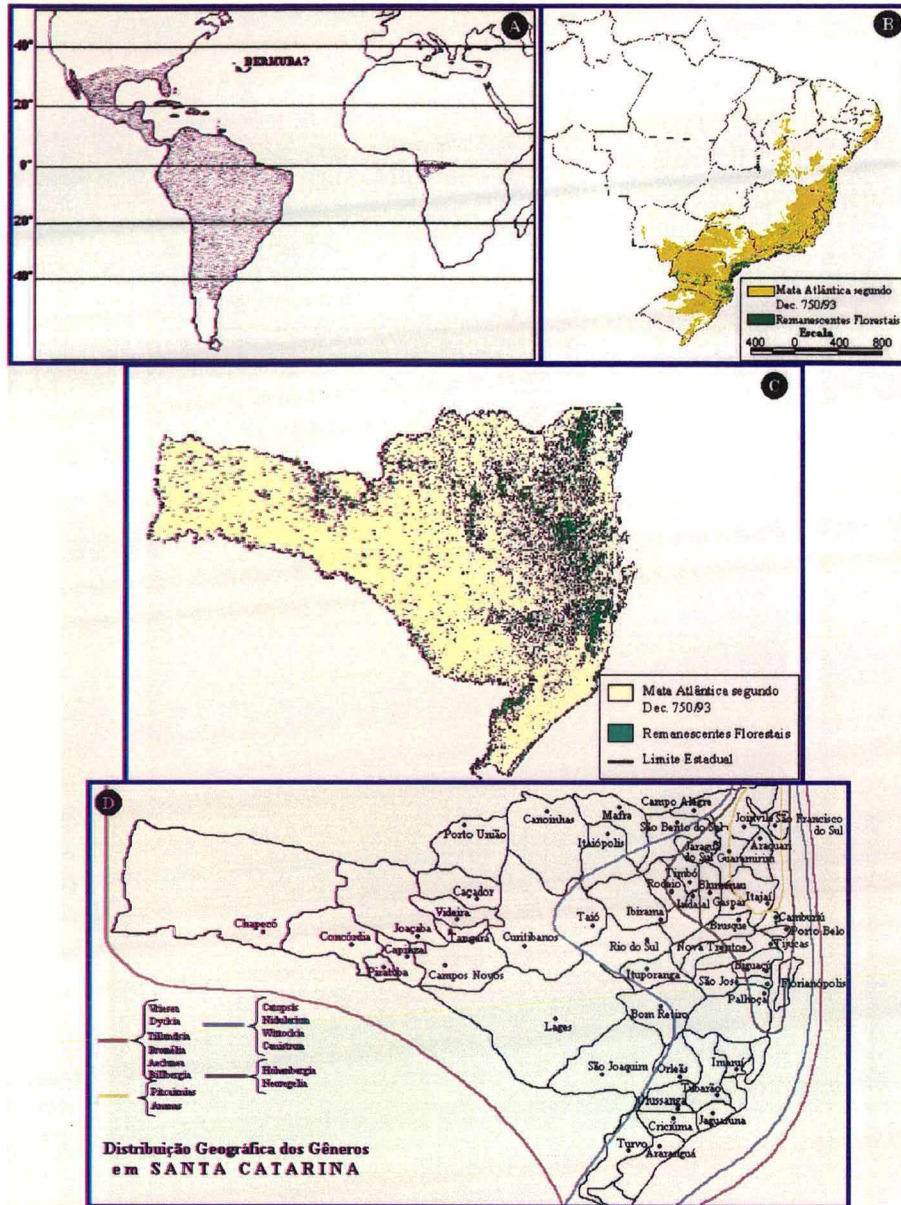 A
40°
BERMUDA?
20°
0°
20°
40°
B
Mata Atlântica segundo
Dec. 750/93
Remanescentes Florestais
Escala
400 0 400 800
C
Mata Atlântica segundo
Dec. 750/93
Remanescentes Florestais
Limite Estadual
D
Campo Alegre
Mafra
Canoinhas
Joinvile
São Francisco
do Sul
São Bento do Sul
Porto União
Itaiópolis
Araquari
Jaraguá
do Sul
Guaramirim
Timbó
Rodeio
Blumenau
Caçador
Indaial
Gaspar
Itajaí
Videira
Ibirama
Camburiú
Chapecó
Joaçaba
Taió
Brusque
Porto Belo
Concórdia
Tangará
Curitibanos
Rio do Sul
Nova Trento
Tijucas
Capinzal
Piratuba
Campos Novos
Ituporanga
Biguaçu
São José
Florianópolis
Palhoça
Bom Retiro
Lages
São Joaquim
Orleãs
Imaruí
Tubarão
Urussanga
Jaguaruna
Criciúma
Turvo
Araranguá
Vriesea
Dyckia
Tillandsia
Bromélia
Aechmea
Billbergia
Pitcairnias
Ananas
Catopsis
Nidularium
Wittrockia
Canistrum
Hohenbergia
Neoregelia
Distribuição Geográfica dos Gêneros
em SANTA CATARINA